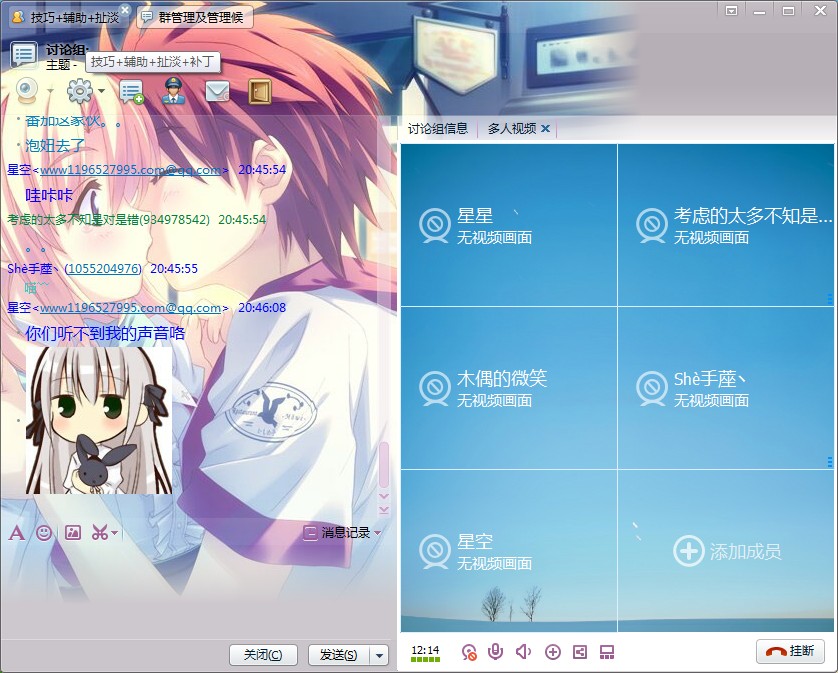 技巧+辅助+扯淡
群管理及管理候
讨论组:
主题-
技巧+辅助+扯淡+补丁
番加这家伙。。
泡妞去了
星空<www1196527995.com@qq.com> 20:45:54
哇咔咔
考虑的太多不知是对是错(934978542) 20:45:54
。。
Shè手蓙丶(1055204976) 20:45:55
哦~~
星空<www1196527995.com@qq.com> 20:46:08
你们听不到我的声音咯
消息记录
关闭(C)
发送(S)
讨论组信息
多人视频
星星
无视频画面
考虑的太多不知是...
无视频画面
木偶的微笑
无视频画面
Shè手蓙丶
无视频画面
星空
无视频画面
添加成员
12:14
挂断